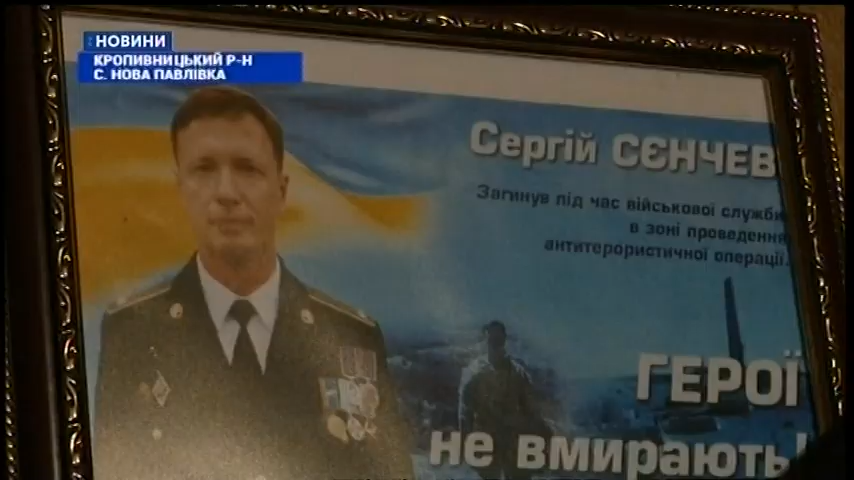 НОВИНИ
КРОПИВНИЦЬКИЙ Р-Н
С. НОВА ПАВЛІВКА
Сергій СЄНЧЕВ
Загинув під час військової служби
в зоні проведення
антитерористичної операції.
ГЕРОЇ
не вмирають!